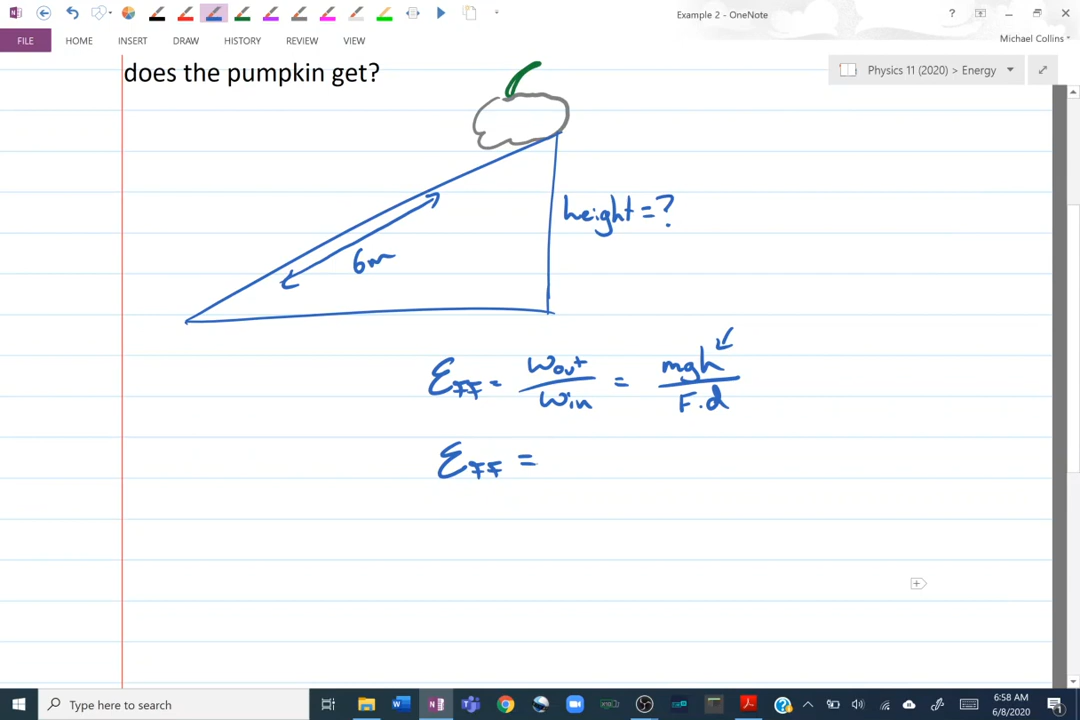 Example 2 - OneNote
?
FILE HOME INSERT DRAW HISTORY REVIEW VIEW
Michael Collins
does the pumpkin get?
Physics 11 (2020) > Energy
height = ?
6m
Eff = Wout / Win = mgh / F.d
Eff =
Type here to search
6:58 AM
6/8/2020